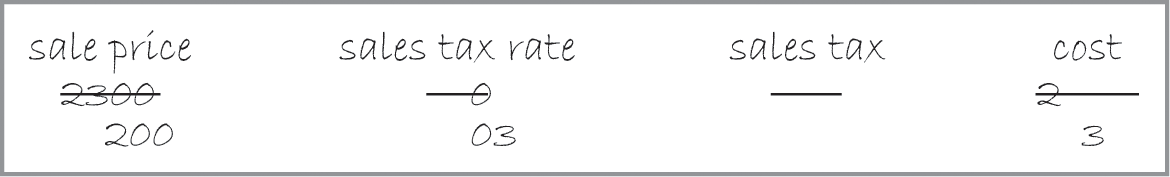 sale price sales tax rate sales tax cost
2300 0 2
200 03 3